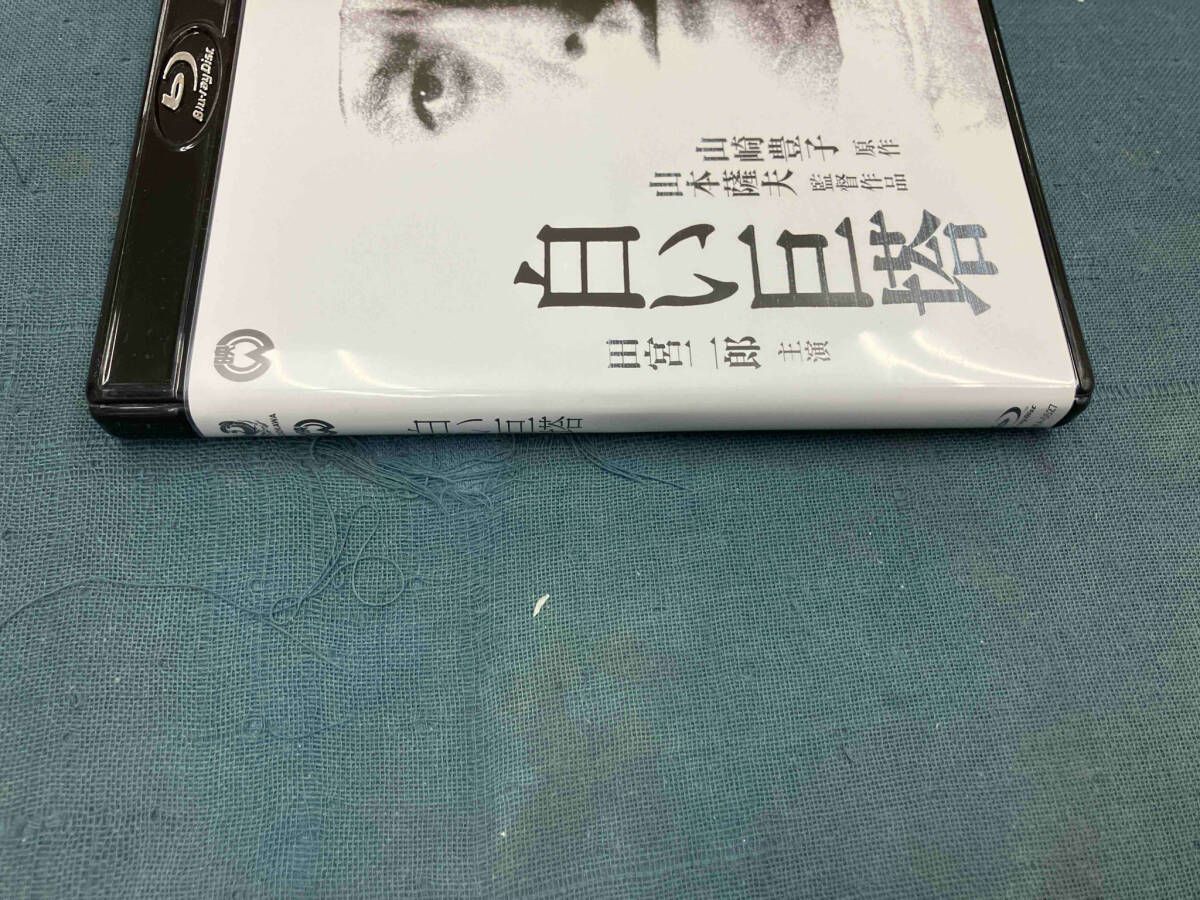 Blu-ray Disc
山崎豊子 原作
山本薩夫 監督作品
白い巨塔
田宮二郎 主演
白い巨塔